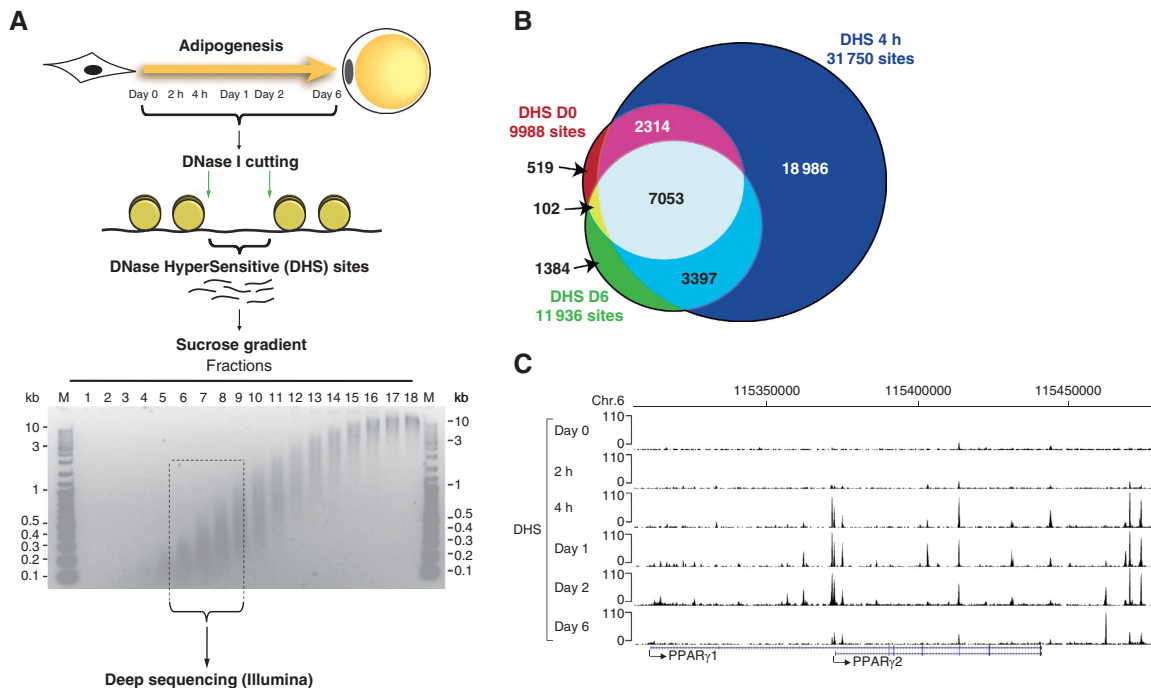 A
Adipogenesis
Day 0 2 h 4 h Day 1 Day 2 Day 6
DNase I cutting
DNase HyperSensitive (DHS) sites
Sucrose gradient
Fractions
kb M 1 2 3 4 5 6 7 8 9 10 11 12 13 14 15 16 17 18 M kb
10
3
1
0.5
0.4
0.3
0.2
0.1
10
3
1
0.5
0.4
0.3
0.2
0.1
Deep sequencing (Illumina)
B
DHS 4 h
31 750 sites
DHS D0
9988 sites
2314
519
18 986
7053
102
1384
3397
DHS D6
11 936 sites
C
115350000 115400000 115450000
Chr.6
DHS
110
Day 0
0
110
2 h
0
110
4 h
0
110
Day 1
0
110
Day 2
0
110
Day 6
0
PPARγ1
PPARγ2